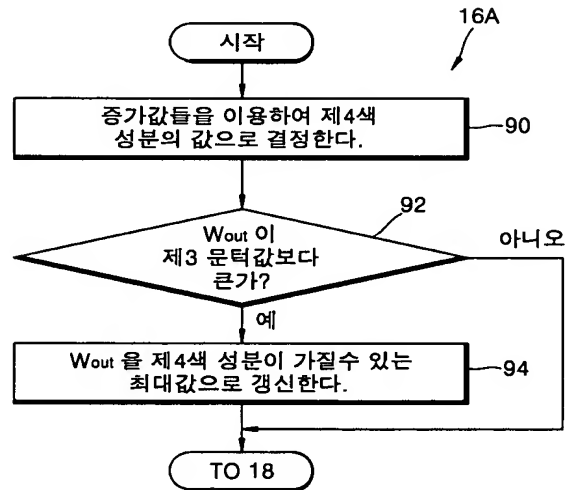 16A
시작
증가값들을 이용하여 제4색
성분의 값으로 결정한다.
90
92
Wout 이
제3 문턱값보다
큰가?
아니오
예
Wout 을 제4색 성분이 가질수 있는
최대값으로 갱신한다.
94
TO 18